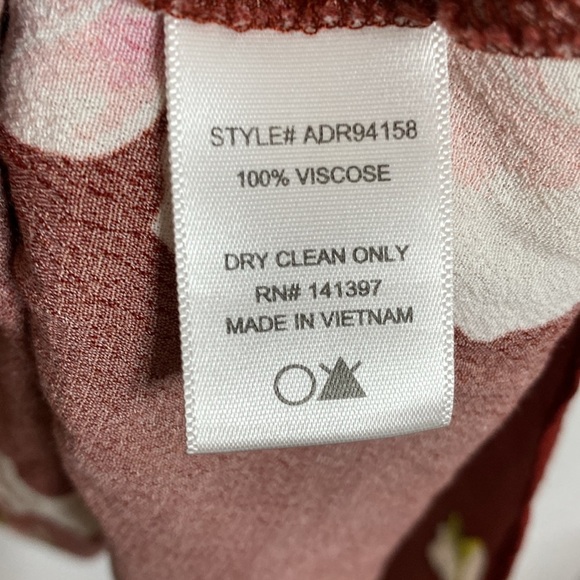 STYLE# ADR94158
100% VISCOSE
DRY CLEAN ONLY
RN# 141397
MADE IN VIETNAM